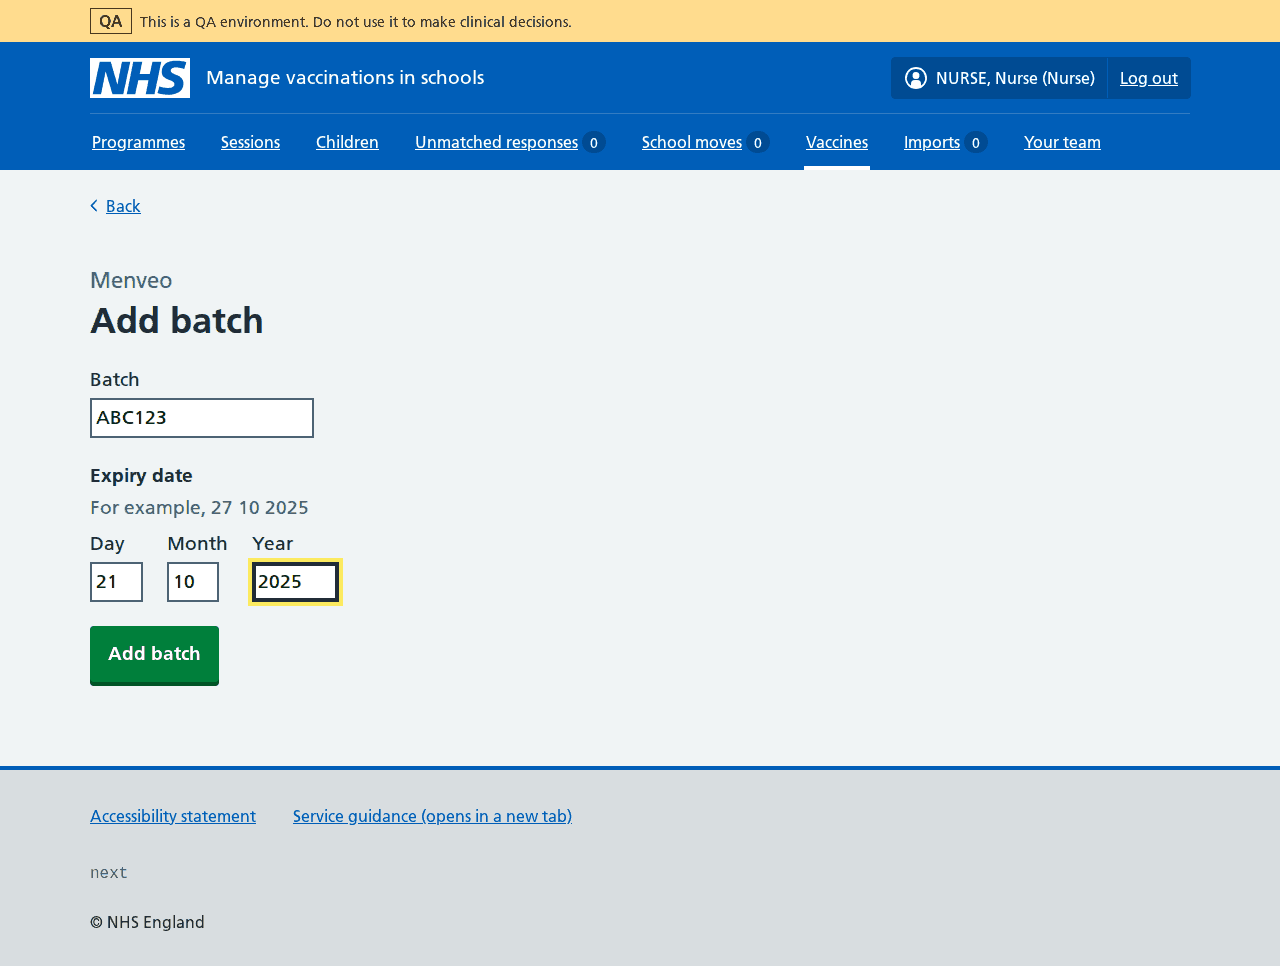 QA This is a QA environment. Do not use it to make clinical decisions.
NHS Manage vaccinations in schools NURSE, Nurse (Nurse) Log out
Programmes Sessions Children Unmatched responses 0 School moves 0 Vaccines Imports 0 Your team
Back
Menveo
Add batch
Batch
ABC123
Expiry date
For example, 27 10 2025
Day Month Year
21 10 2025
Add batch
Accessibility statement Service guidance (opens in a new tab)
next
© NHS England